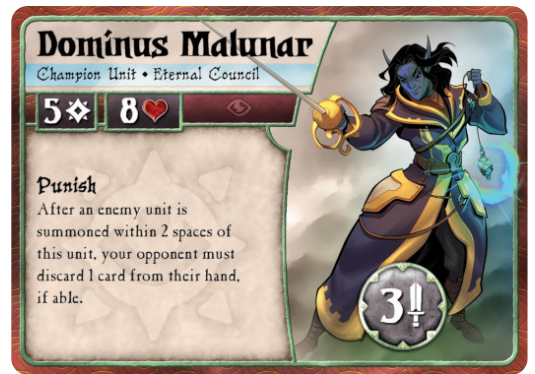 Dominus Malunar
Champion Unit • Eternal Council
5 8
Punish
After an enemy unit is
summoned within 2 spaces of
this unit, your opponent must
discard 1 card from their hand,
if able.
3